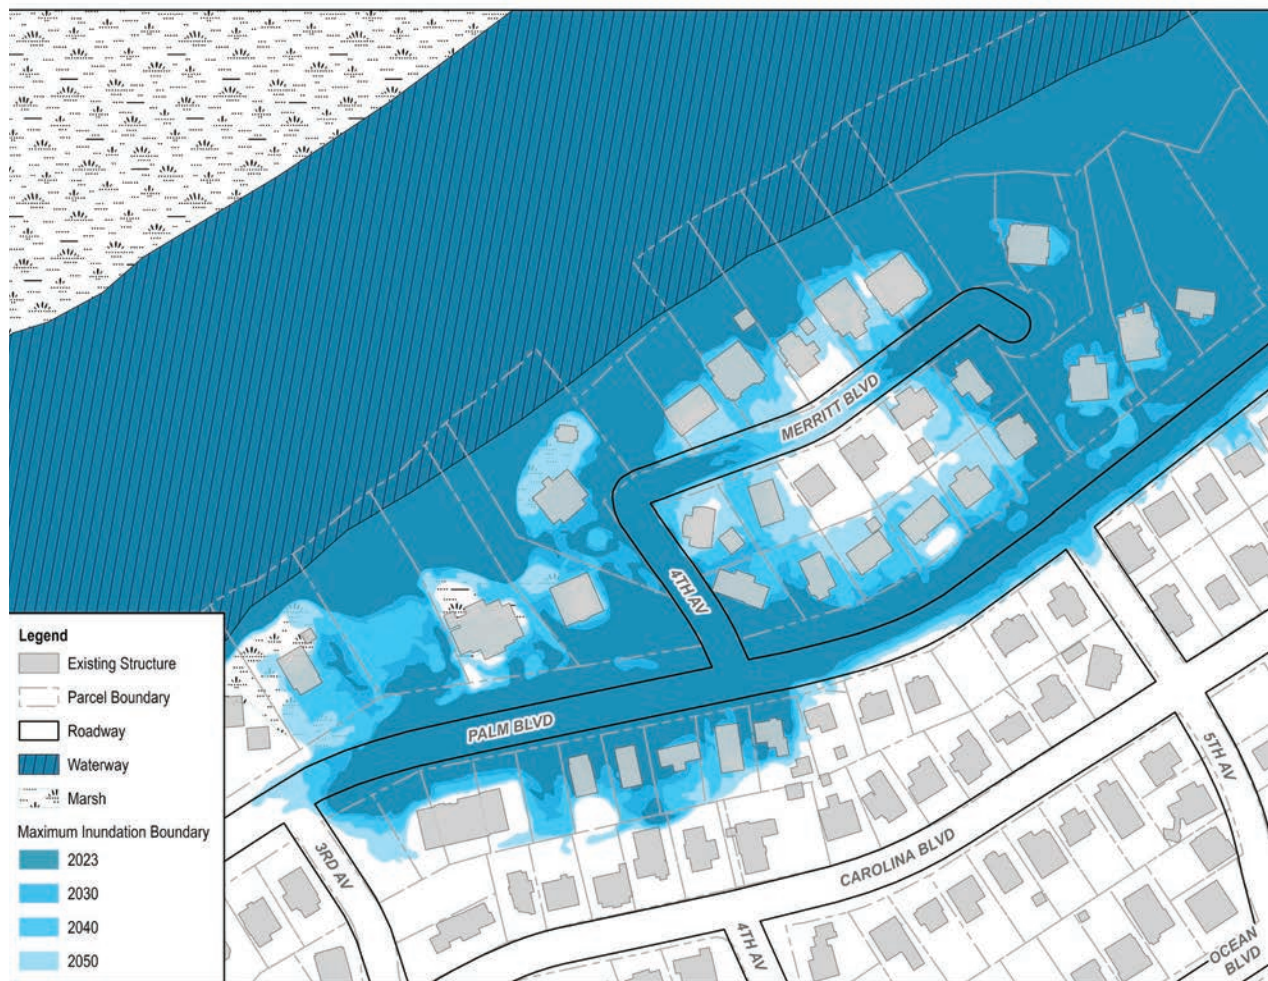 MERRITT BLVD
4TH AV
PALM BLVD
3RD AV
CAROLINA BLVD
5TH AV
4TH AV
OCEAN
BLVD
Legend
Existing Structure
Parcel Boundary
Roadway
Waterway
Marsh
Maximum Inundation Boundary
2023
2030
2040
2050